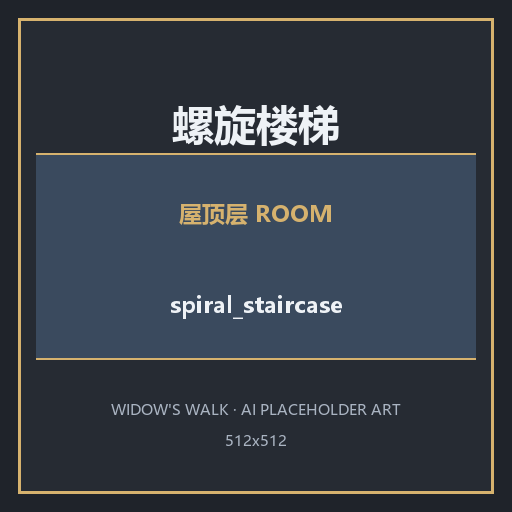 螺旋楼梯
屋顶层 ROOM
spiral_staircase
WIDOW'S WALK · AI PLACEHOLDER ART
512x512